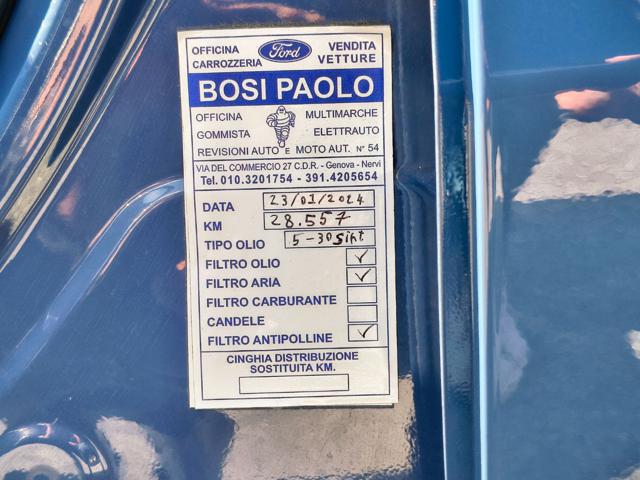 OFFICINA Ford VENDITA
CARROZZERIA VETTURE
BOSI PAOLO
OFFICINA MULTIMARCHE
GOMMISTA ELETTRAUTO
REVISIONI AUTO E MOTO AUT. N° 54
VIA DEL COMMERCIO 27 C.D.R. - Genova - Nervi
Tel. 010.3201754 - 391.4205654
DATA 23/01/2024
KM 28.557
TIPO OLIO 5-30 Sint
FILTRO OLIO ✓
FILTRO ARIA ✓
FILTRO CARBURANTE
CANDELE
FILTRO ANTIPOLLINE ✓
CINGHIA DISTRIBUZIONE
SOSTITUITA KM.